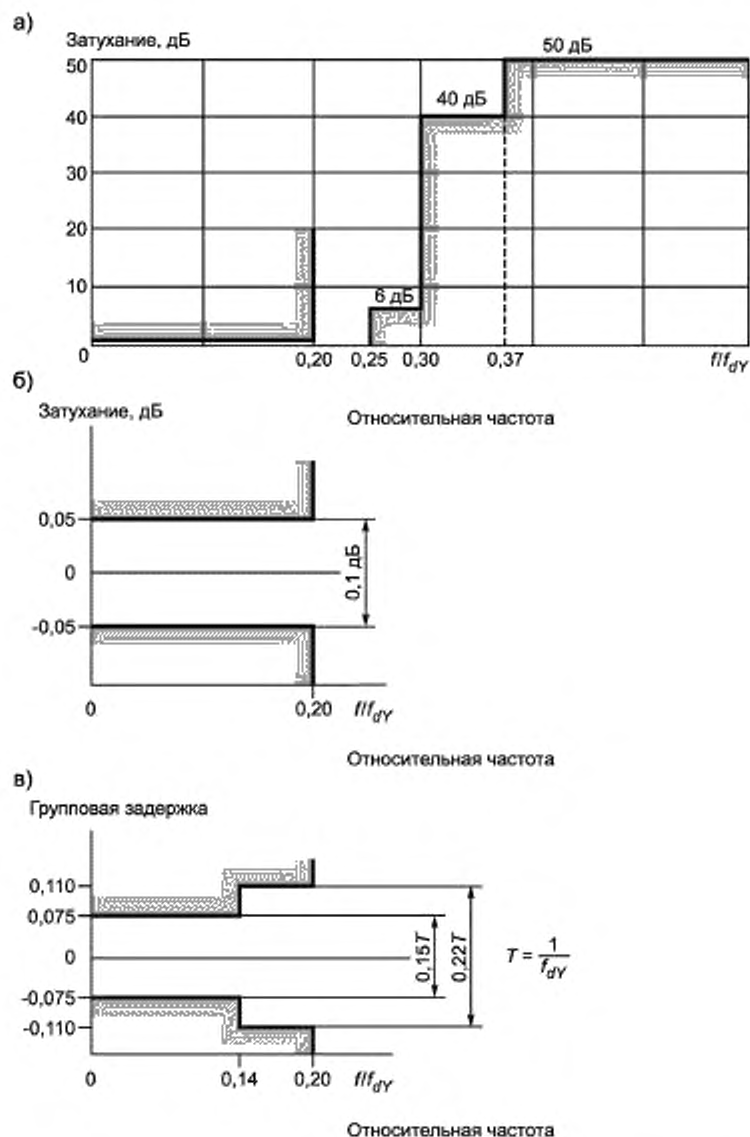 а)
Затухание, дБ
50 дБ
50
40 дБ
40
30
20
10
6 дБ
0
0,20 0,25 0,30 0,37 f/fdY
Относительная частота
б)
Затухание, дБ
0,05
0
-0,05
0,1 дБ
0 0,20 f/fdY
Относительная частота
в)
Групповая задержка
0,110
0,075
0
-0,075
-0,110
0,15T
0,22T
T = 1/fdY
0 0,14 0,20 f/fdY
Относительная частота